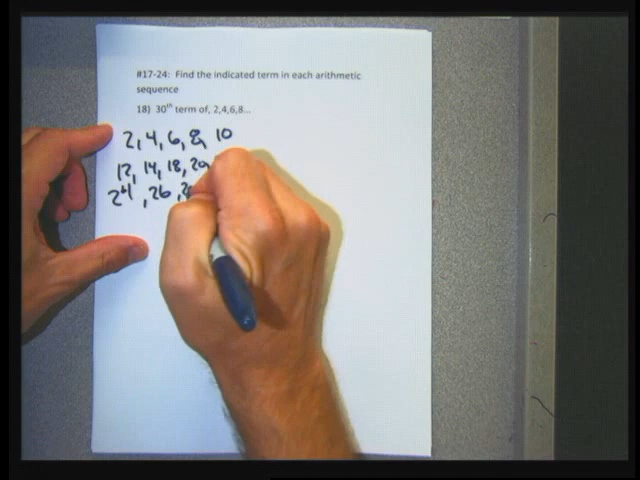 #17-24: Find the indicated term in each arithmetic
sequence
18) 30th term of, 2,4,6,8...
2, 4, 6, 8, 10
12, 14, 18, 20
24, 26,